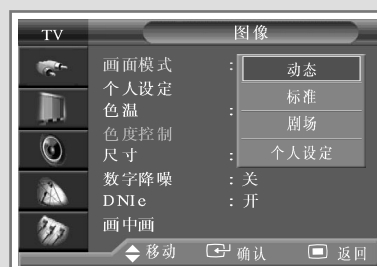 TV 图像
画面模式 : 动态
个人设定 标准
色温 : 剧场
色度控制 个人设定
尺寸 :
数字降噪 : 关
DNIe : 开
画中画
移动 确认 返回